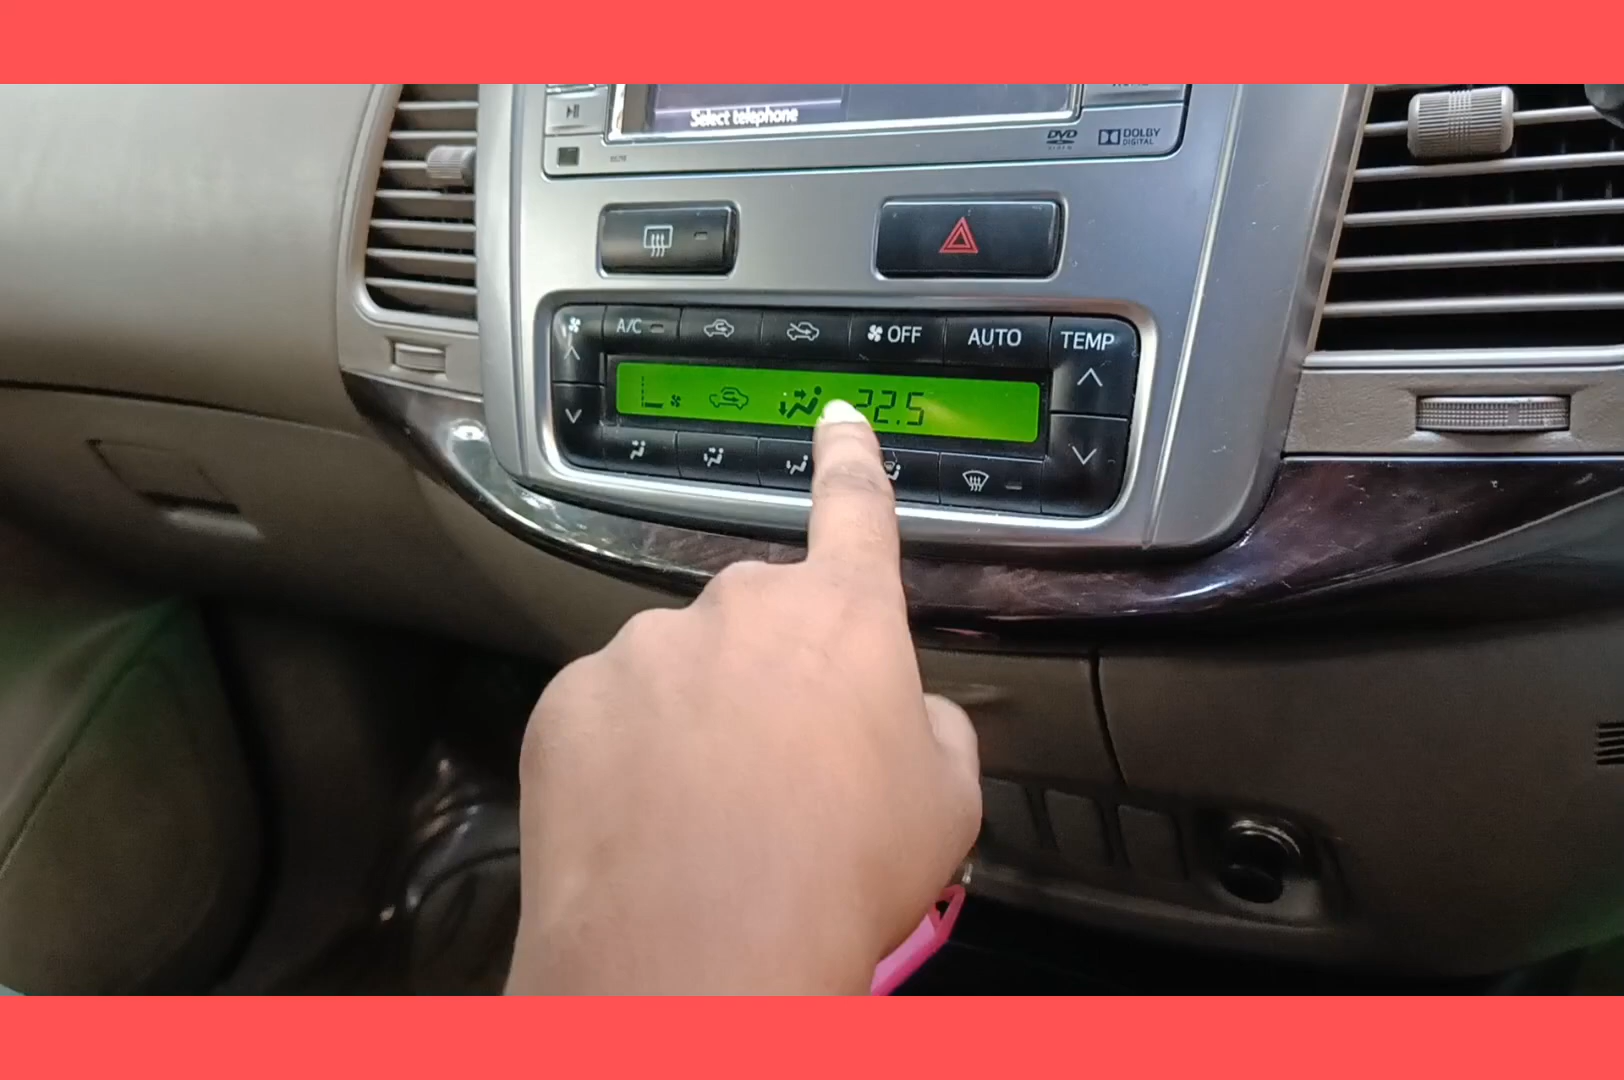 Select telephone
DVD
DOLBY
DIGITAL
A/C
OFF
AUTO
TEMP
22.5